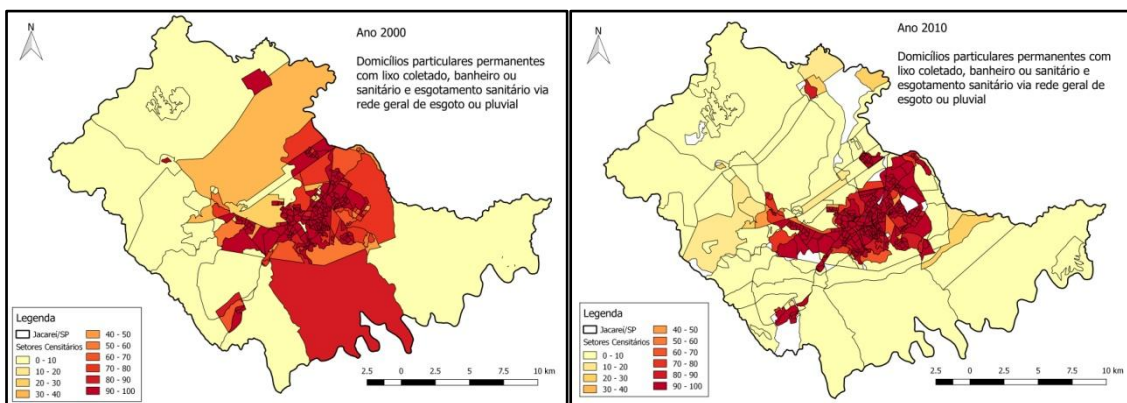 N
Ano 2000
Domicílios particulares permanentes
com lixo coletado, banheiro ou
sanitário e esgotamento sanitário via
rede geral de esgoto ou pluvial
Legenda
Jacareí/SP
Setores Censitários
0 - 10
10 - 20
20 - 30
30 - 40
40 - 50
50 - 60
60 - 70
70 - 80
80 - 90
90 - 100
2.5 0 2.5 5 7.5 10 km
N
Ano 2010
Domicílios particulares permanentes
com lixo coletado, banheiro ou
sanitário e esgotamento sanitário via
rede geral de esgoto ou pluvial
Legenda
Jacareí/SP
Setores Censitários
0 - 10
10 - 20
20 - 30
30 - 40
40 - 50
50 - 60
60 - 70
70 - 80
80 - 90
90 - 100
2.5 0 2.5 5 7.5 10 km